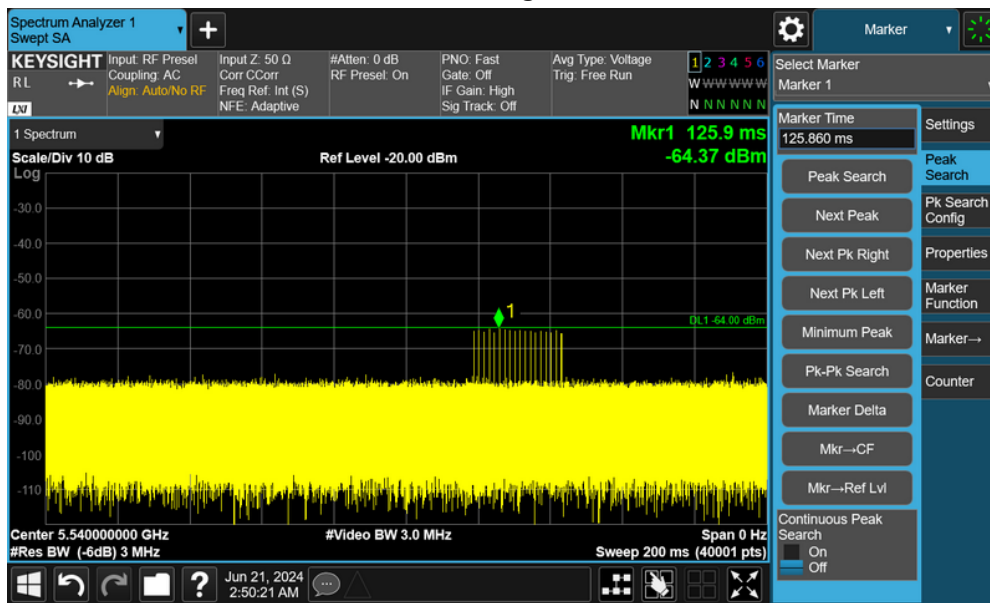 Spectrum Analyzer 1
Swept SA
+
Marker
KEYSIGHT
RL
LXI
Input: RF Presel
Coupling: AC
Align: Auto/No RF
Input Z: 50 Ω
Corr CCorr
Freq Ref: Int (S)
NFE: Adaptive
#Atten: 0 dB
RF Presel: On
PNO: Fast
Gate: Off
IF Gain: High
Sig Track: Off
Avg Type: Voltage
Trig: Free Run
1 2 3 4 5 6
W W W W W W
N N N N N N
Select Marker
Marker 1
1 Spectrum
Mkr1 125.9 ms
-64.37 dBm
Scale/Div 10 dB
Ref Level -20.00 dBm
Log
-30.0
-40.0
-50.0
-60.0
-70.0
-80.0
-90.0
-100
-110
1
DL1 -64.00 dBm
Center 5.540000000 GHz
#Video BW 3.0 MHz
Span 0 Hz
#Res BW (-6dB) 3 MHz
Sweep 200 ms (40001 pts)
Marker Time
125.860 ms
Peak Search
Next Peak
Next Pk Right
Next Pk Left
Minimum Peak
Pk-Pk Search
Marker Delta
Mkr→CF
Mkr→Ref Lvl
Continuous Peak
Search
On
Off
Settings
Peak
Search
Pk Search
Config
Properties
Marker
Function
Marker→
Counter
?
Jun 21, 2024
2:50:21 AM